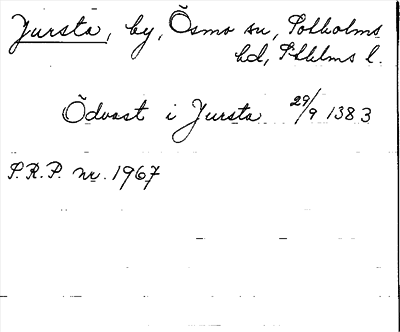 Jursta, by, Ösmo sn, Sotholms
hd, Sthlms l.
Ödvast i Jursta 29/9 1383
S.R.P. nr. 1967